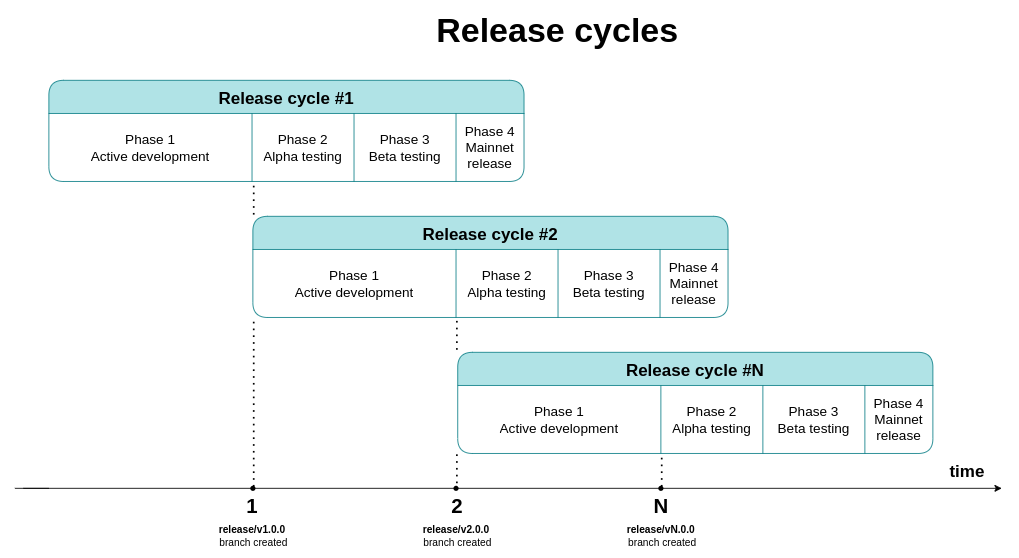 Release cycles
Release cycle #1
Phase 1
Active development
Phase 2
Alpha testing
Phase 3
Beta testing
Phase 4
Mainnet
release
Release cycle #2
Phase 1
Active development
Phase 2
Alpha testing
Phase 3
Beta testing
Phase 4
Mainnet
release
Release cycle #N
Phase 1
Active development
Phase 2
Alpha testing
Phase 3
Beta testing
Phase 4
Mainnet
release
time
1
release/v1.0.0
branch created
2
release/v2.0.0
branch created
N
release/vN.0.0
branch created